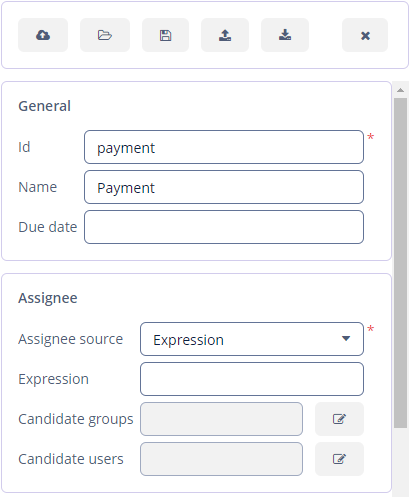 General
Id payment *
Name Payment
Due date
Assignee
Assignee source Expression *
Expression
Candidate groups
Candidate users